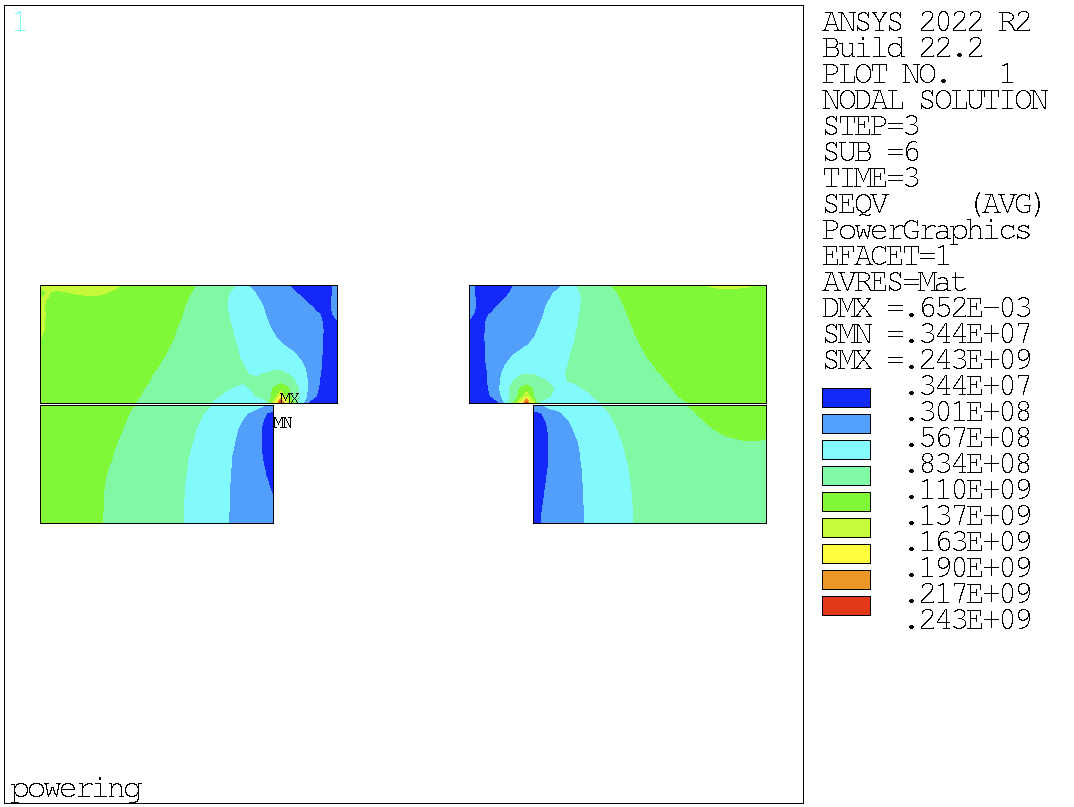 1
ANSYS 2022 R2
Build 22.2
PLOT NO. 1
NODAL SOLUTION
STEP=3
SUB =6
TIME=3
SEQV (AVG)
PowerGraphics
EFACET=1
AVRES=Mat
DMX =.652E-03
SMN =.344E+07
SMX =.243E+09
.344E+07
.301E+08
.567E+08
.834E+08
.110E+09
.137E+09
.163E+09
.190E+09
.217E+09
.243E+09
MX
MN
powering